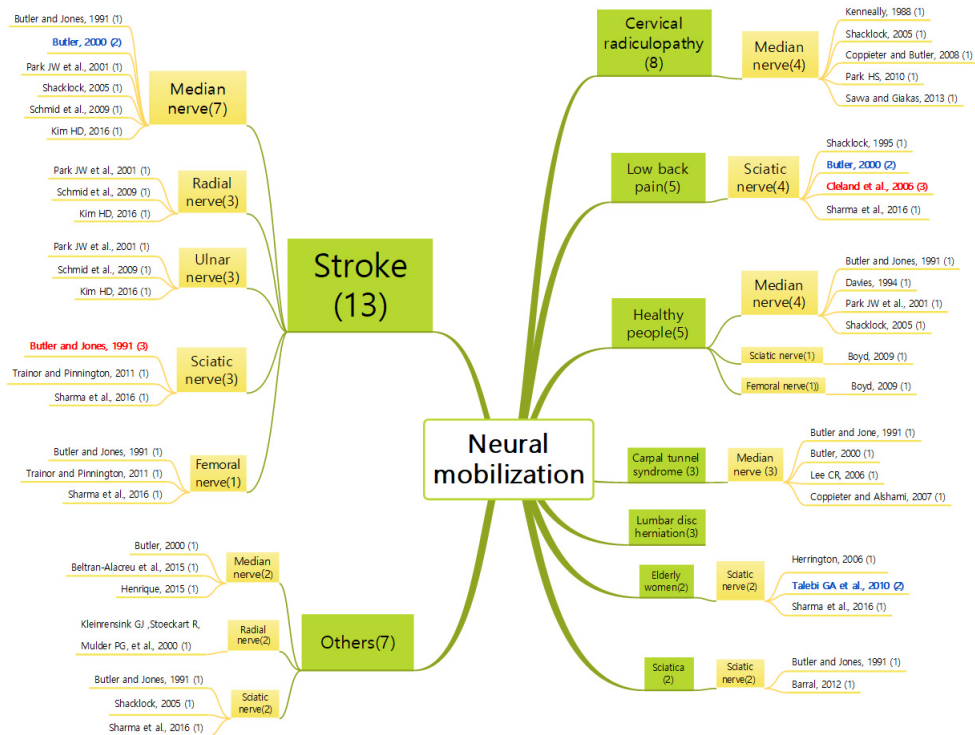 Neural
mobilization
Stroke
(13)
Median
nerve(7)
Butler and Jones, 1991 (1)
Butler, 2000 (2)
Park JW et al., 2001 (1)
Shacklock, 2005 (1)
Schmid et al., 2009 (1)
Kim HD, 2016 (1)
Radial
nerve(3)
Park JW et al., 2001 (1)
Schmid et al., 2009 (1)
Kim HD, 2016 (1)
Ulnar
nerve(3)
Park JW et al., 2001 (1)
Schmid et al., 2009 (1)
Kim HD, 2016 (1)
Sciatic
nerve(3)
Butler and Jones, 1991 (3)
Trainor and Pinnington, 2011 (1)
Sharma et al., 2016 (1)
Femoral
nerve(1)
Butler and Jones, 1991 (1)
Trainor and Pinnington, 2011 (1)
Sharma et al., 2016 (1)
Others(7)
Median
nerve(2)
Butler, 2000 (1)
Beltran-Alacreu et al., 2015 (1)
Henrique, 2015 (1)
Radial
nerve(2)
Kleinrensink GJ ,Stoeckart R,
Mulder PG, et al., 2000 (1)
Sciatic
nerve(2)
Butler and Jones, 1991 (1)
Shacklock, 2005 (1)
Sharma et al., 2016 (1)
Cervical
radiculopathy
(8)
Median
nerve(4)
Kenneally, 1988 (1)
Shacklock, 2005 (1)
Coppieter and Butler, 2008 (1)
Park HS, 2010 (1)
Savva and Giakas, 2013 (1)
Low back
pain(5)
Sciatic
nerve(4)
Shacklock, 1995 (1)
Butler, 2000 (2)
Cleland et al., 2006 (3)
Sharma et al., 2016 (1)
Healthy
people(5)
Median
nerve(4)
Butler and Jones, 1991 (1)
Davies, 1994 (1)
Park JW et al., 2001 (1)
Shacklock, 2005 (1)
Sciatic nerve(1)
Boyd, 2009 (1)
Femoral nerve(1))
Boyd, 2009 (1)
Carpal tunnel
syndrome (3)
Median
nerve (3)
Butler and Jone, 1991 (1)
Butler, 2000 (1)
Lee CR, 2006 (1)
Coppieter and Alshami, 2007 (1)
Lumbar disc
herniation(3)
Elderly
women(2)
Sciatic
nerve(2)
Herrington, 2006 (1)
Talebi GA et al., 2010 (2)
Sharma et al., 2016 (1)
Sciatica
(2)
Sciatic
nerve(2)
Butler and Jones, 1991 (1)
Barral, 2012 (1)